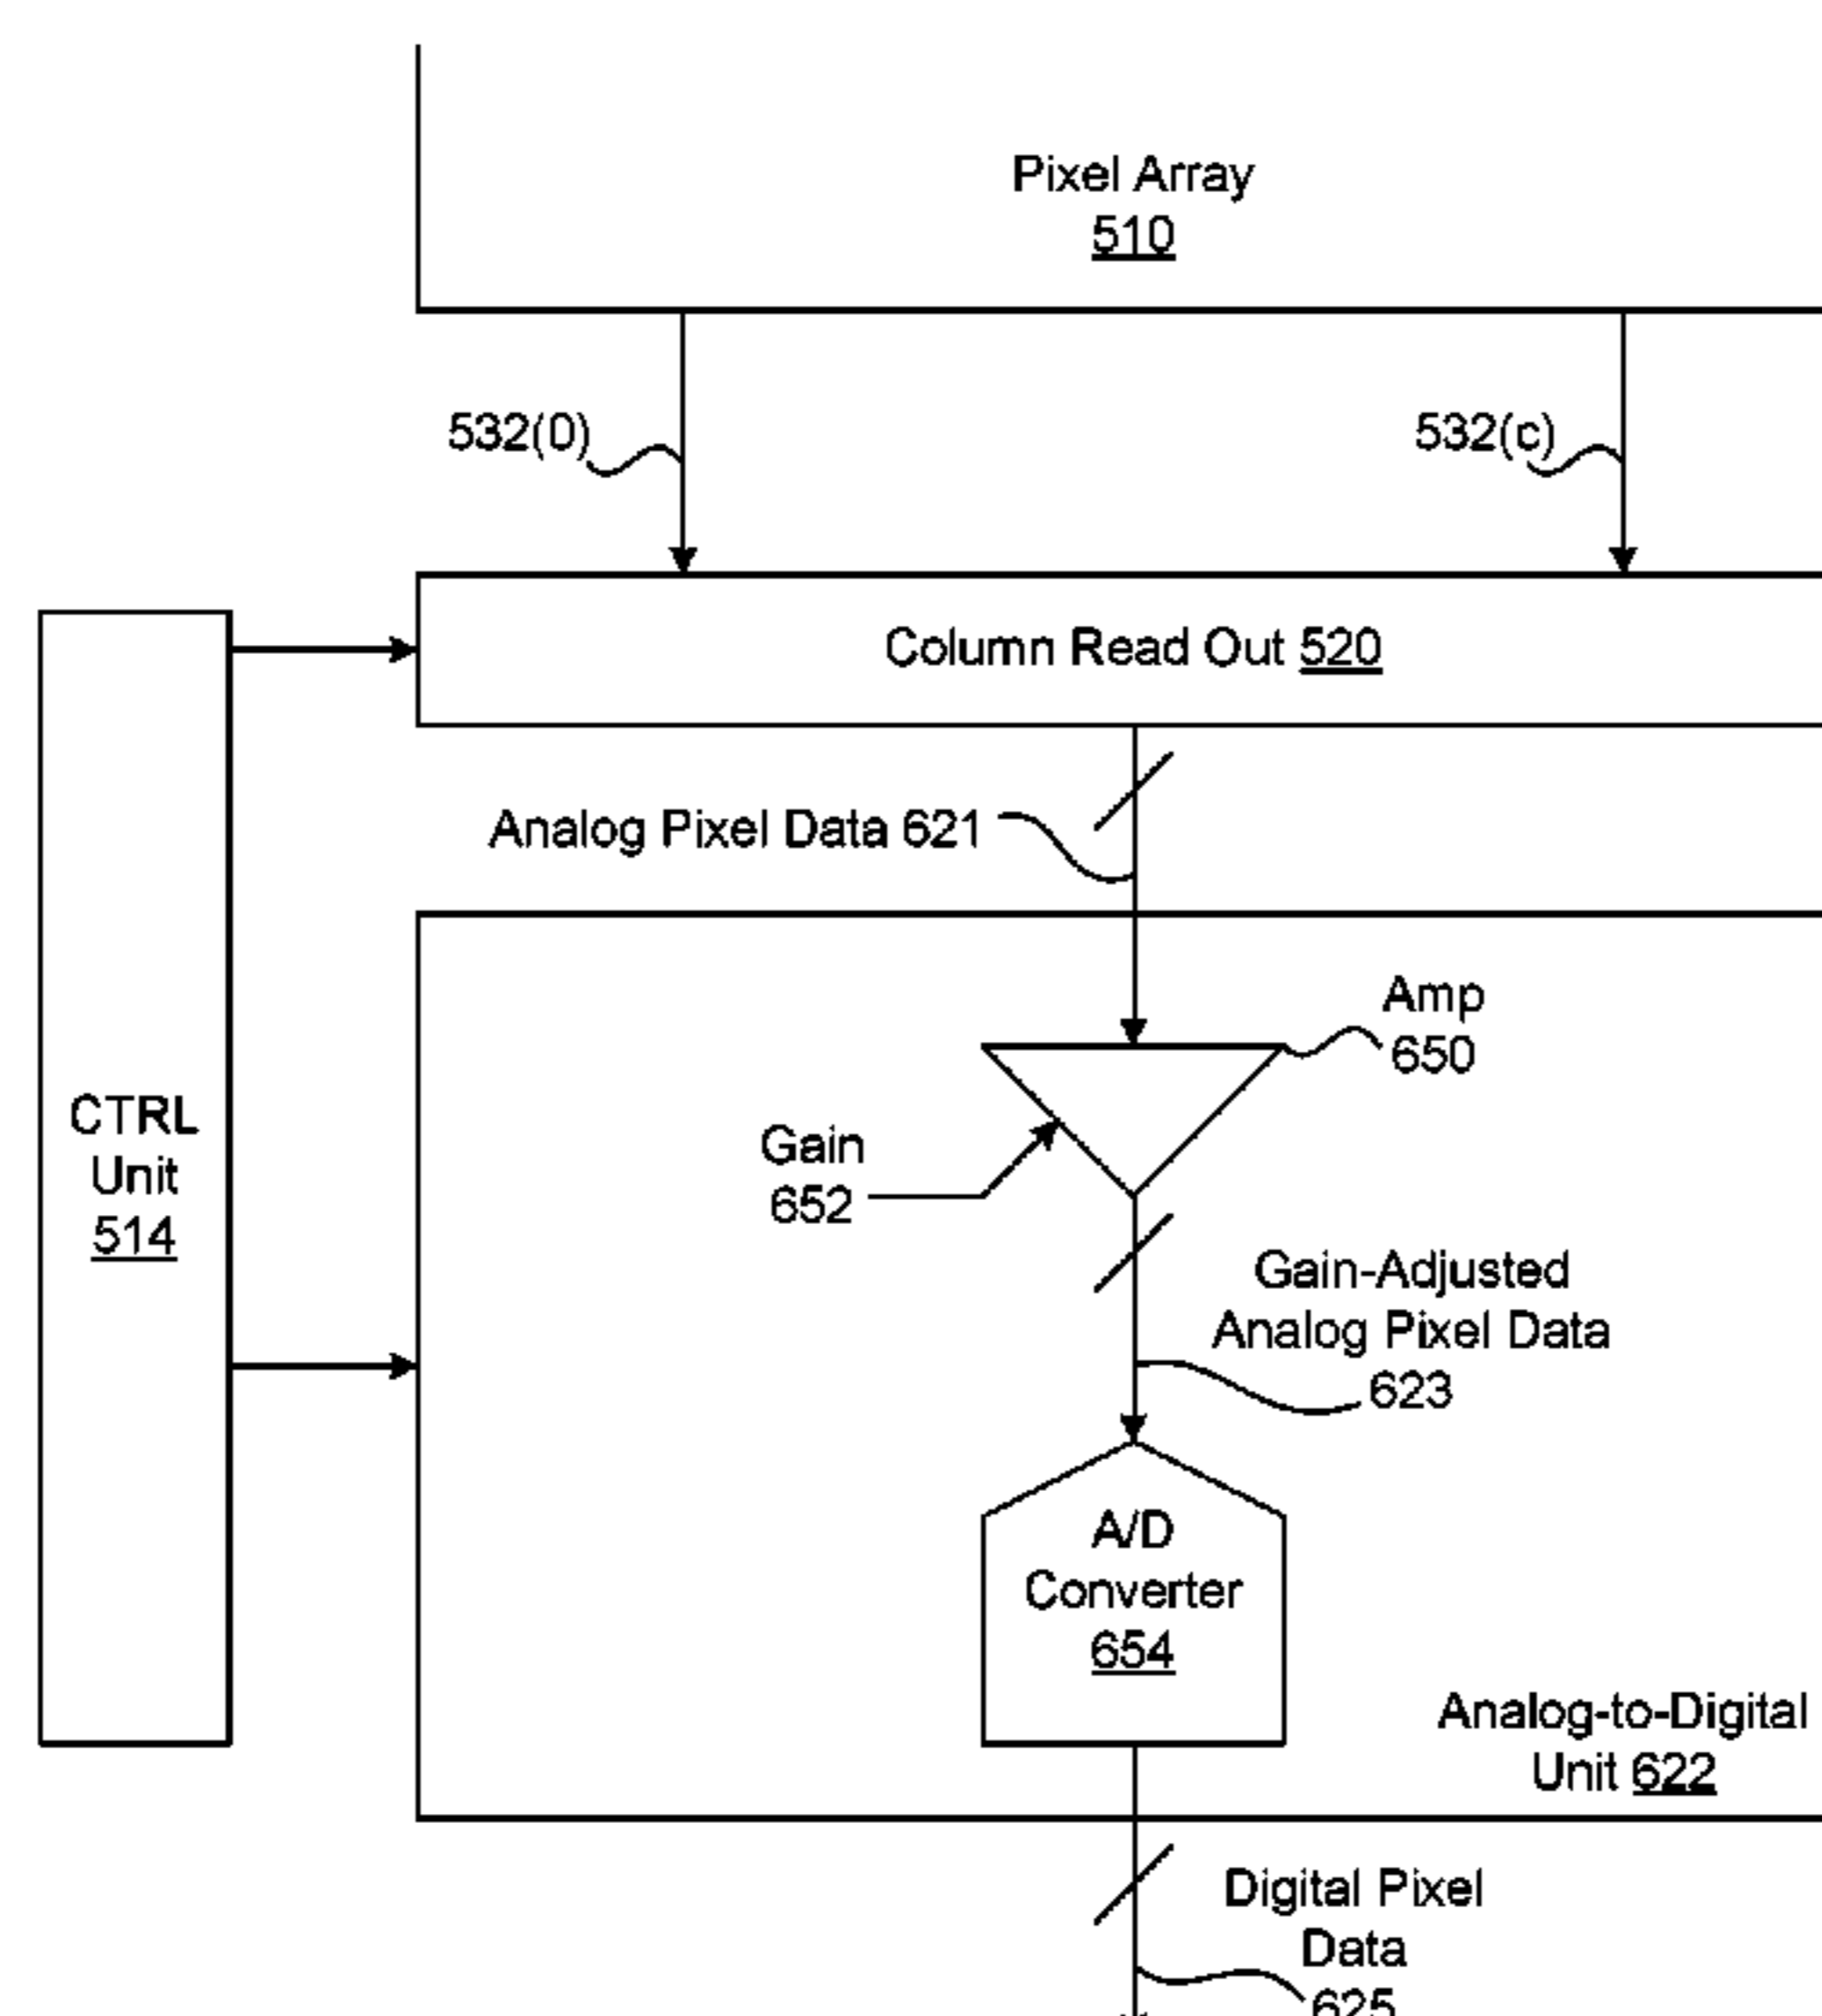 Pixel Array
510
532(0)
532(c)
Column Read Out 520
Analog Pixel Data 621
Amp
650
CTRL
Unit
514
Gain
652
Gain-Adjusted
Analog Pixel Data
623
A/D
Converter
654
Analog-to-Digital
Unit 622
Digital Pixel
Data
625